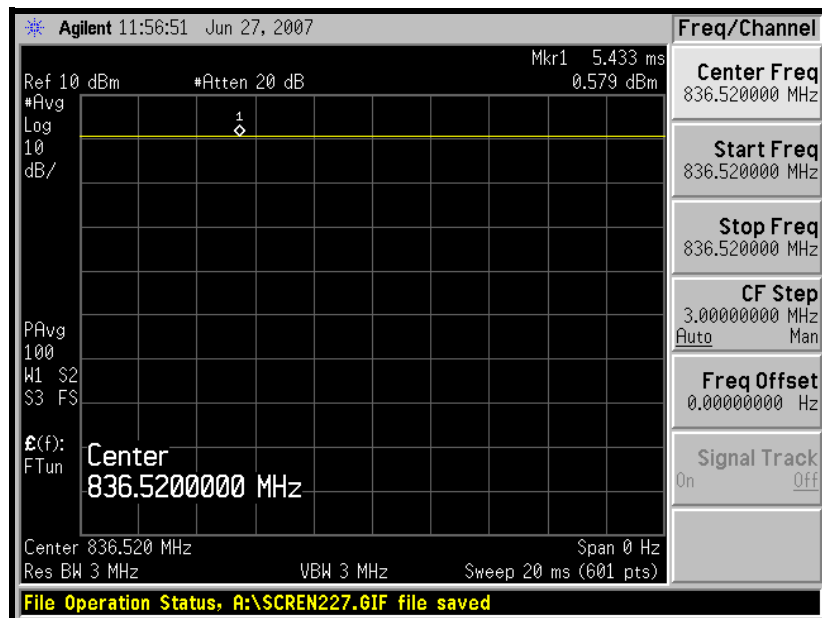 Agilent 11:56:51 Jun 27, 2007
Freq/Channel
Mkr1 5.433 ms
Ref 10 dBm #Atten 20 dB 0.579 dBm
#Avg
Log
10
dB/
1
PAvg
100
W1 S2
S3 FS
£(f):
FTun
Center
836.5200000 MHz
Center 836.520 MHz Span 0 Hz
Res BW 3 MHz VBW 3 MHz Sweep 20 ms (601 pts)
File Operation Status, A:\SCREN227.GIF file saved
Center Freq
836.520000 MHz
Start Freq
836.520000 MHz
Stop Freq
836.520000 MHz
CF Step
3.00000000 MHz
Auto Man
Freq Offset
0.00000000 Hz
Signal Track
On Off